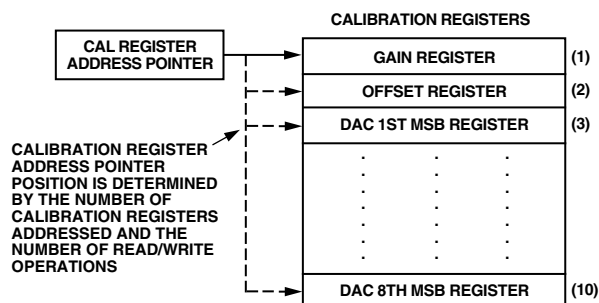 CALIBRATION REGISTERS
CAL REGISTER
ADDRESS POINTER
GAIN REGISTER
(1)
OFFSET REGISTER
(2)
DAC 1ST MSB REGISTER
(3)
CALIBRATION REGISTER
ADDRESS POINTER
POSITION IS DETERMINED
BY THE NUMBER OF
CALIBRATION REGISTERS
ADDRESSED AND THE
NUMBER OF READ/WRITE
OPERATIONS
DAC 8TH MSB REGISTER
(10)